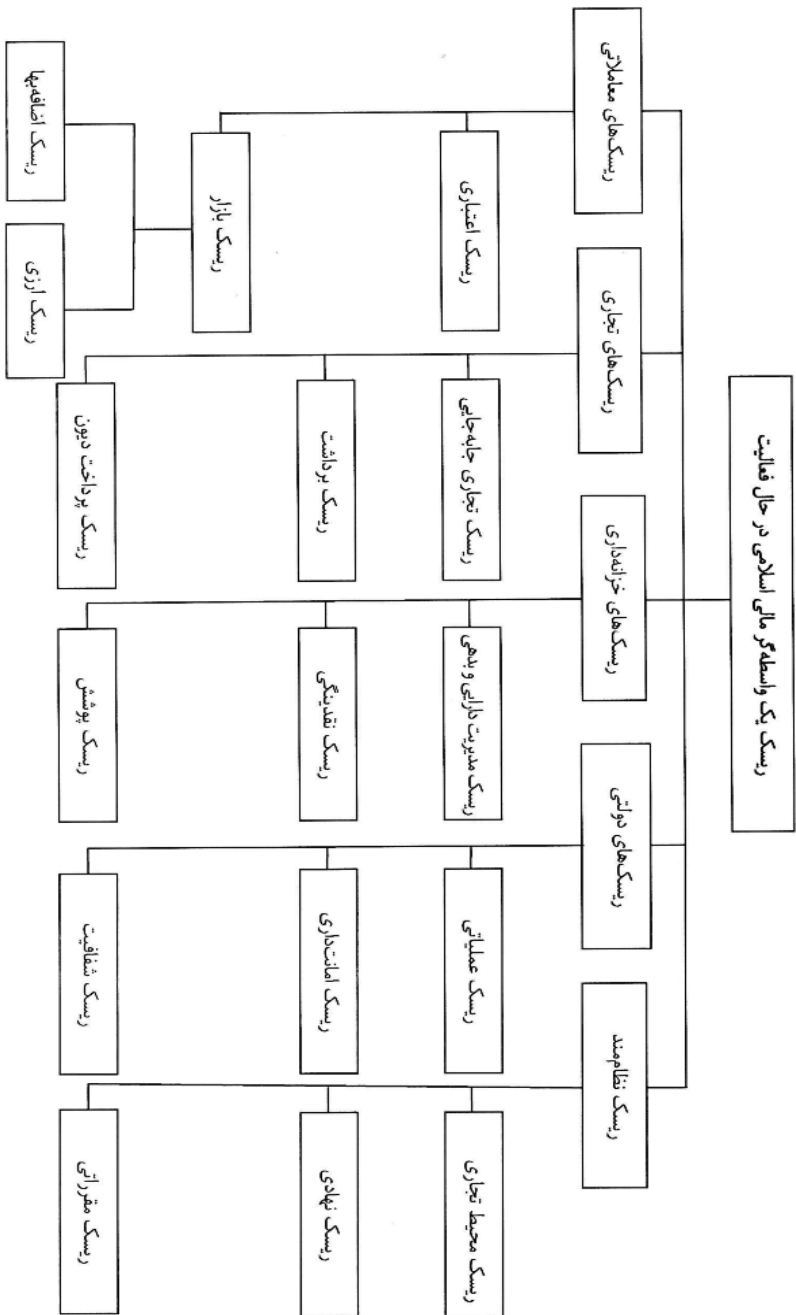 ریسک یک واسطه‌گر مالی اسلامی در حال فعالیت
ریسک‌های معاملاتی
ریسک‌های تجاری
ریسک‌های خزانه‌داری
ریسک‌های دولتی
ریسک نظام‌مند
ریسک اعتباری
ریسک تجاری جابه‌جایی
ریسک مدیریت دارایی و بدهی
ریسک عملیاتی
ریسک محیط تجاری
ریسک بازار
ریسک برداشت
ریسک نقدینگی
ریسک امانت‌داری
ریسک نهادی
ریسک اضافه‌بها
ریسک ارزی
ریسک پرداخت دیون
ریسک پوشش
ریسک شفافیت
ریسک مقرراتی